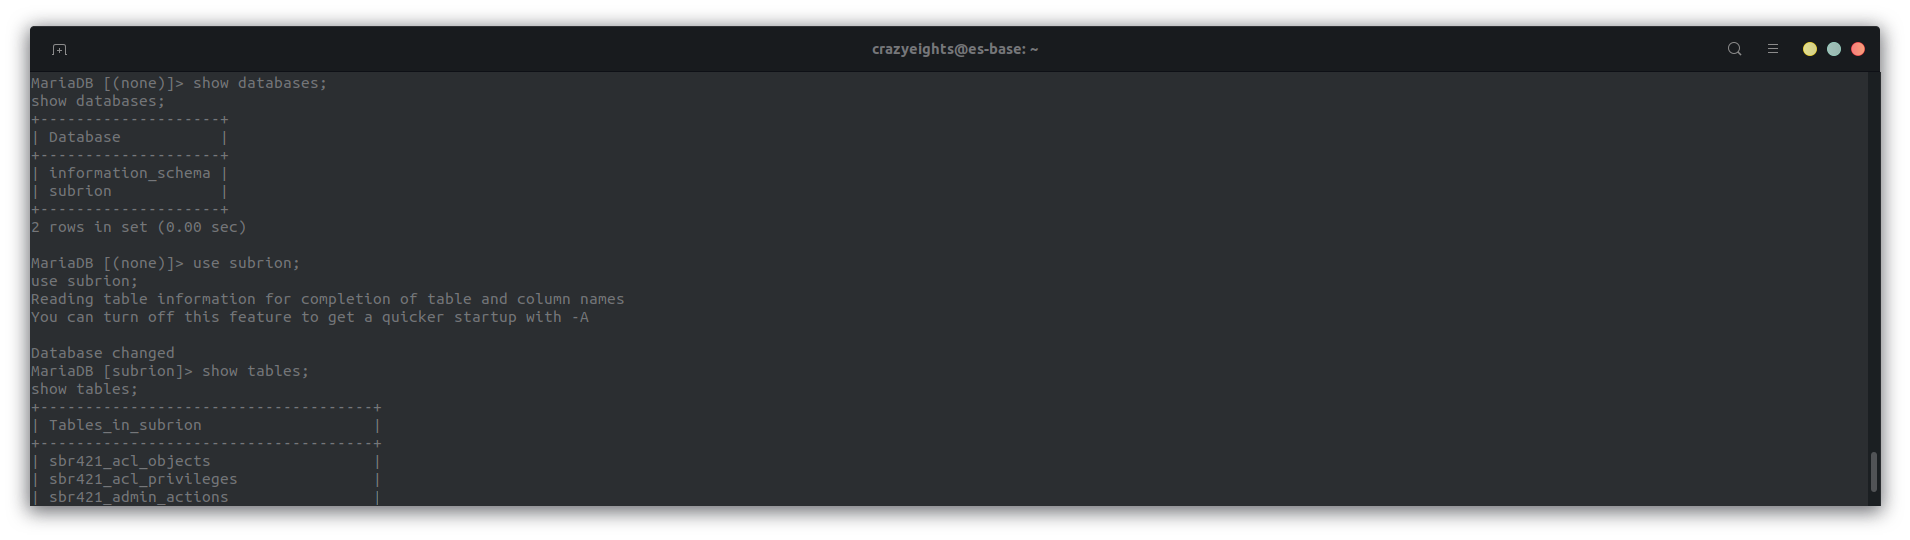 crazyeights@es-base: ~
MariaDB [(none)]> show databases;
show databases;
+--------------------+
| Database           |
+--------------------+
| information_schema |
| subrion            |
+--------------------+
2 rows in set (0.00 sec)
MariaDB [(none)]> use subrion;
use subrion;
Reading table information for completion of table and column names
You can turn off this feature to get a quicker startup with -A
Database changed
MariaDB [subrion]> show tables;
show tables;
+-------------------------------------+
| Tables_in_subrion                   |
+-------------------------------------+
| sbr421_acl_objects                  |
| sbr421_acl_privileges               |
| sbr421_admin_actions                |